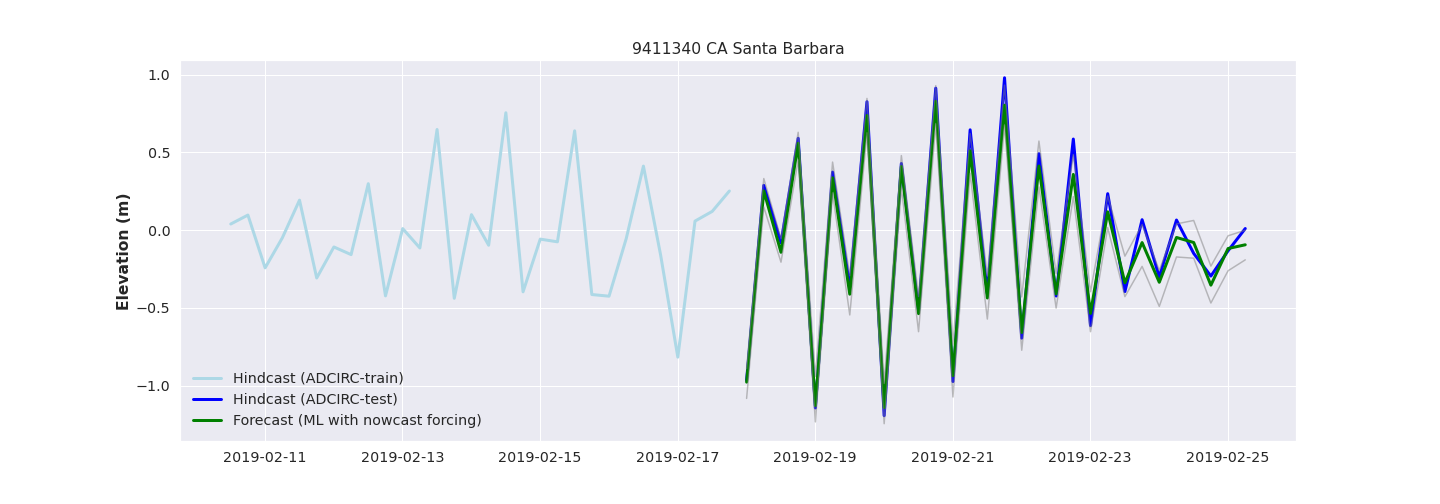 9411340 CA Santa Barbara
Elevation (m)
1.0
0.5
0.0
−0.5
−1.0
Hindcast (ADCIRC-train)
Hindcast (ADCIRC-test)
Forecast (ML with nowcast forcing)
2019-02-11 2019-02-13 2019-02-15 2019-02-17 2019-02-19 2019-02-21 2019-02-23 2019-02-25